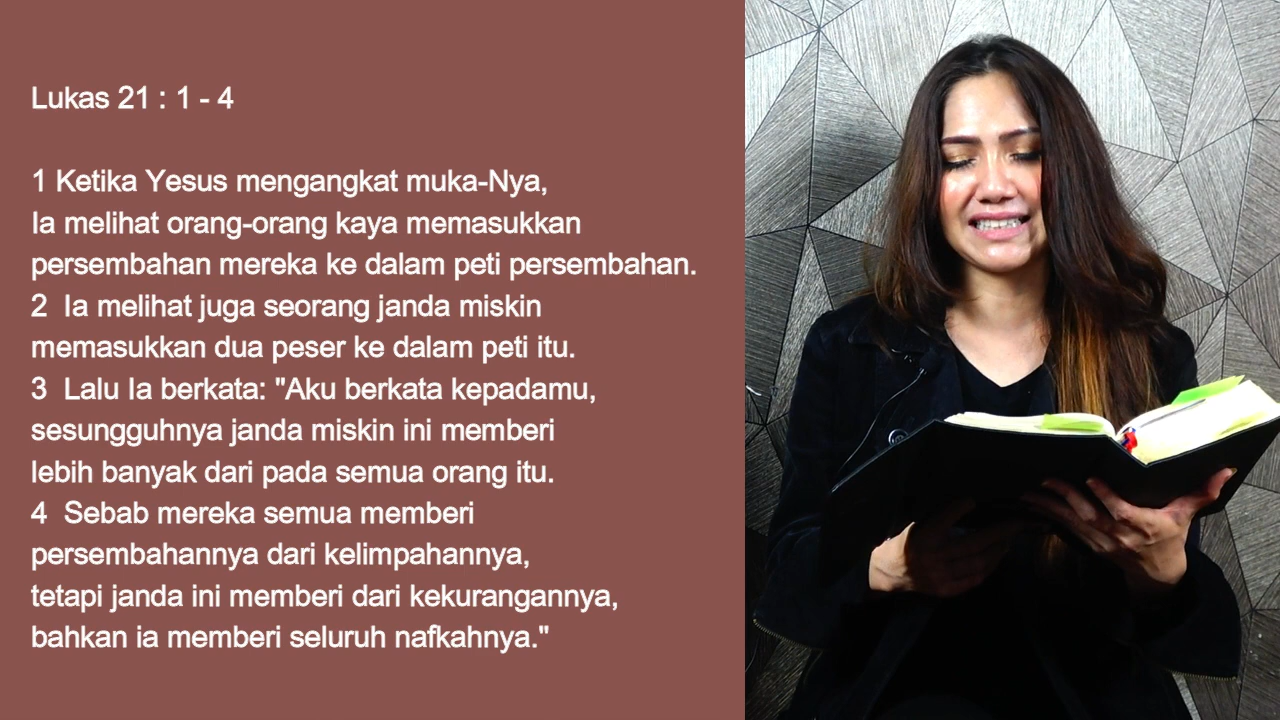 Lukas 21 : 1 - 4
1 Ketika Yesus mengangkat muka-Nya,
Ia melihat orang-orang kaya memasukkan
persembahan mereka ke dalam peti persembahan.
2  Ia melihat juga seorang janda miskin
memasukkan dua peser ke dalam peti itu.
3  Lalu Ia berkata: "Aku berkata kepadamu,
sesungguhnya janda miskin ini memberi
lebih banyak dari pada semua orang itu.
4  Sebab mereka semua memberi
persembahannya dari kelimpahannya,
tetapi janda ini memberi dari kekurangannya,
bahkan ia memberi seluruh nafkahnya."